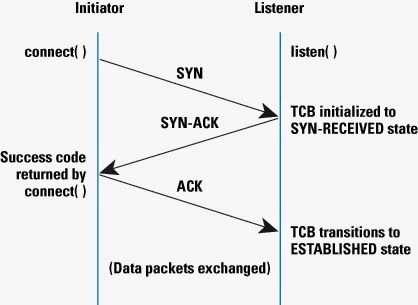 Initiator
Listener
connect( )
listen( )
SYN
TCB initialized to
SYN-RECEIVED state
SYN-ACK
Success code
returned by
connect( )
ACK
TCB transitions to
ESTABLISHED state
(Data packets exchanged)